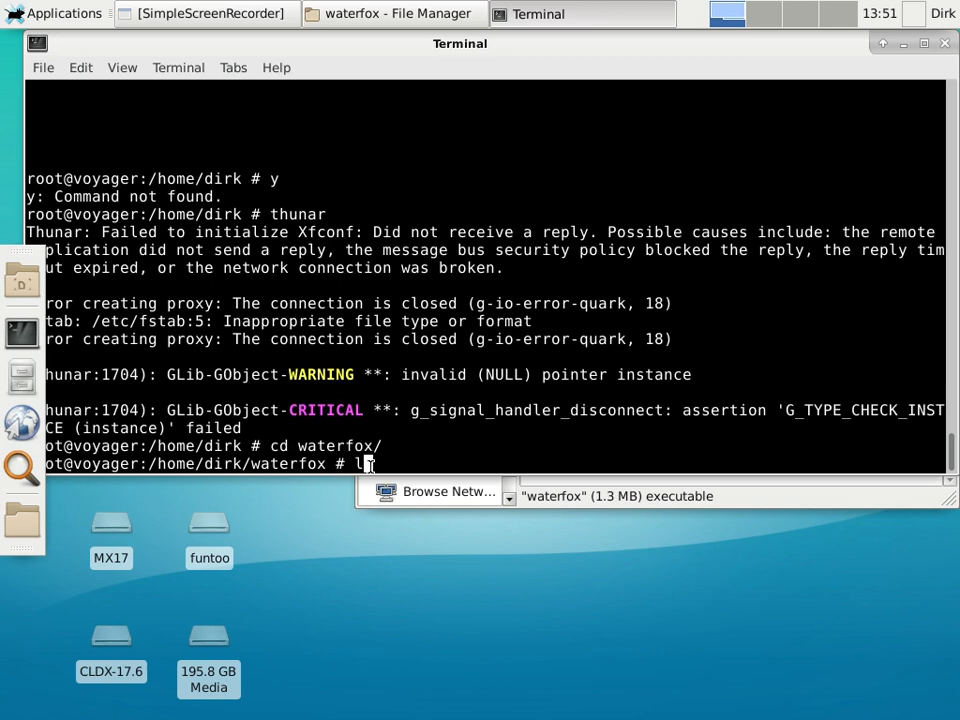 Applications
[SimpleScreenRecorder]
waterfox - File Manager
Terminal
13:51
Dirk
Terminal
File Edit View Terminal Tabs Help
root@voyager:/home/dirk # y
y: Command not found.
root@voyager:/home/dirk # thunar
Thunar: Failed to initialize Xfconf: Did not receive a reply. Possible causes include: the remote
plication did not send a reply, the message bus security policy blocked the reply, the reply tim
ut expired, or the network connection was broken.
ror creating proxy: The connection is closed (g-io-error-quark, 18)
tab: /etc/fstab:5: Inappropriate file type or format
ror creating proxy: The connection is closed (g-io-error-quark, 18)
hunar:1704): GLib-GObject-WARNING **: invalid (NULL) pointer instance
hunar:1704): GLib-GObject-CRITICAL **: g_signal_handler_disconnect: assertion 'G_TYPE_CHECK_INST
CE (instance)' failed
ot@voyager:/home/dirk # cd waterfox/
ot@voyager:/home/dirk/waterfox # l
Browse Netw...
"waterfox" (1.3 MB) executable
MX17
funtoo
CLDX-17.6
195.8 GB
Media